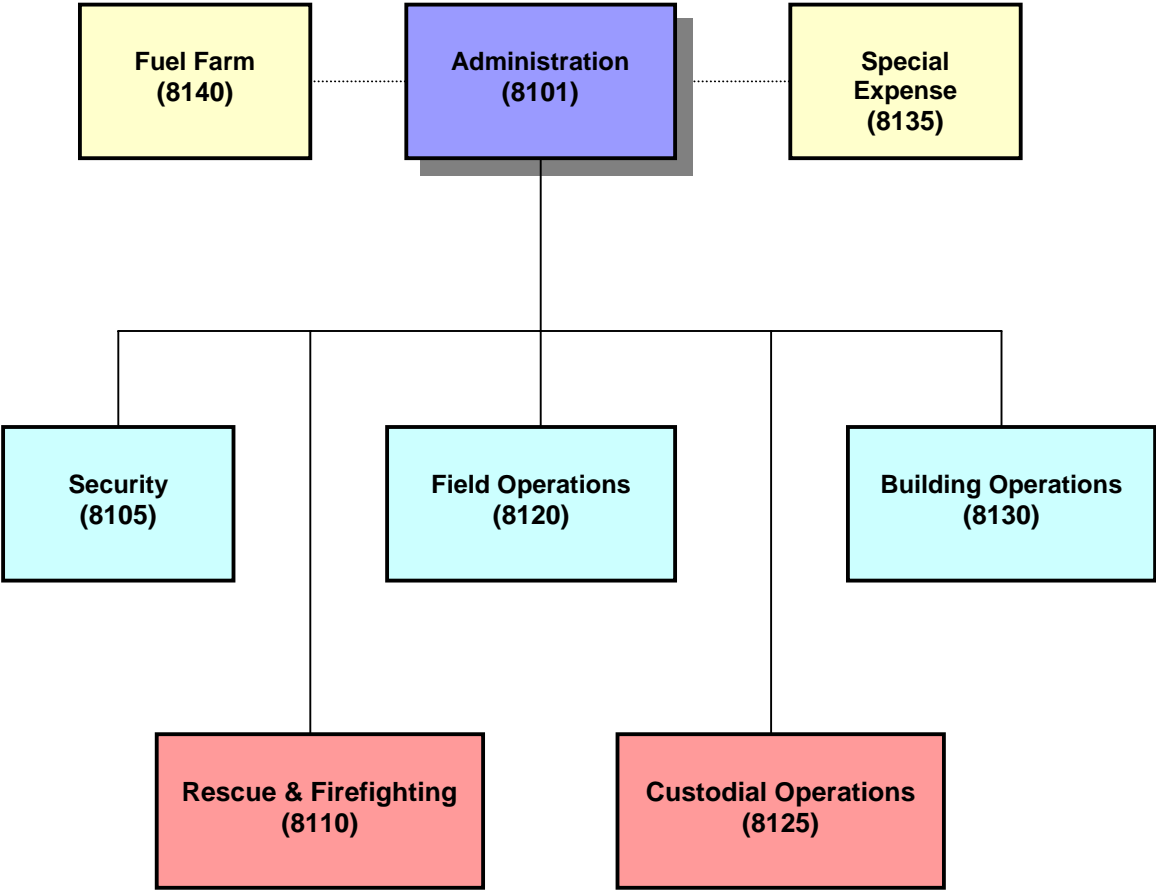 Fuel Farm
(8140)
Administration
(8101)
Special
Expense
(8135)
Security
(8105)
Field Operations
(8120)
Building Operations
(8130)
Rescue & Firefighting
(8110)
Custodial Operations
(8125)